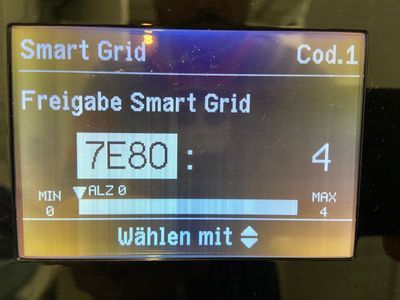 Smart Grid Cod.1
Freigabe Smart Grid
7E80 : 4
MIN ALZ 0 MAX
0 4
Wählen mit